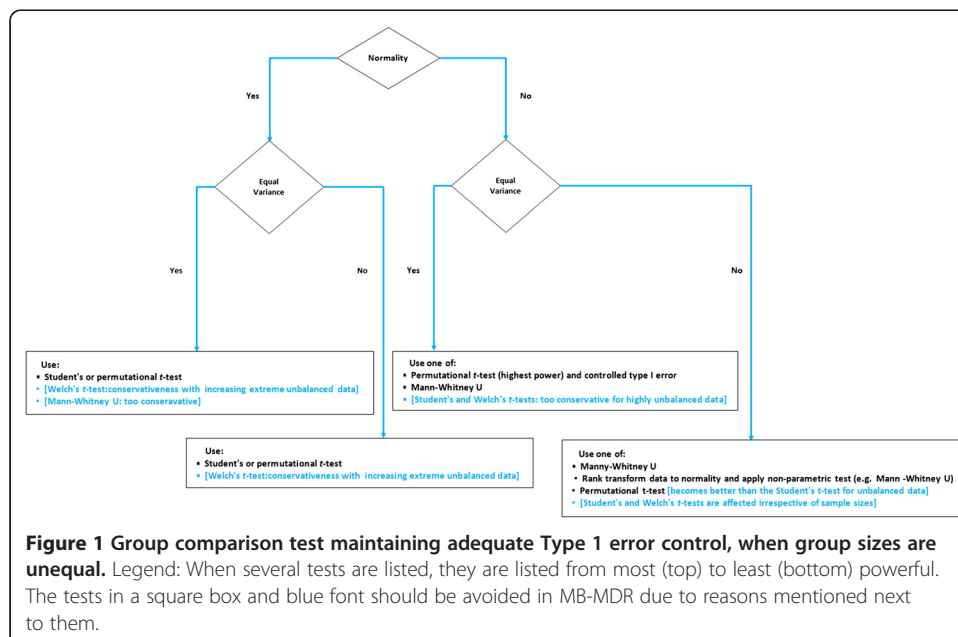 Normality
Yes
No
Equal
Variance
Equal
Variance
Yes
No
Yes
No
Use:
▪ Student's or permutational t-test
▪ [Welch's t-test:conservativeness with increasing extreme unbalanced data]
▪ [Mann-Whitney U: too conseravative]
Use one of:
▪ Permutational t-test (highest power) and controlled type I error
▪ Mann-Whitney U
▪ [Student's and Welch's t-tests: too conservative for highly unbalanced data]
Use:
▪ Student's or permutational t-test
▪ [Welch's t-test:conservativeness with increasing extreme unbalanced data]
Use one of:
▪ Manny-Whitney U
▪ Rank transform data to normality and apply non-parametric test (e.g. Mann -Whitney U)
▪ Permutational t-test [becomes better than the Student's t-test for unbalanced data]
▪ [Student's and Welch's t-tests are affected irrespective of sample sizes]
Figure 1 Group comparison test maintaining adequate Type 1 error control, when group sizes are
unequal. Legend: When several tests are listed, they are listed from most (top) to least (bottom) powerful.
The tests in a square box and blue font should be avoided in MB-MDR due to reasons mentioned next
to them.